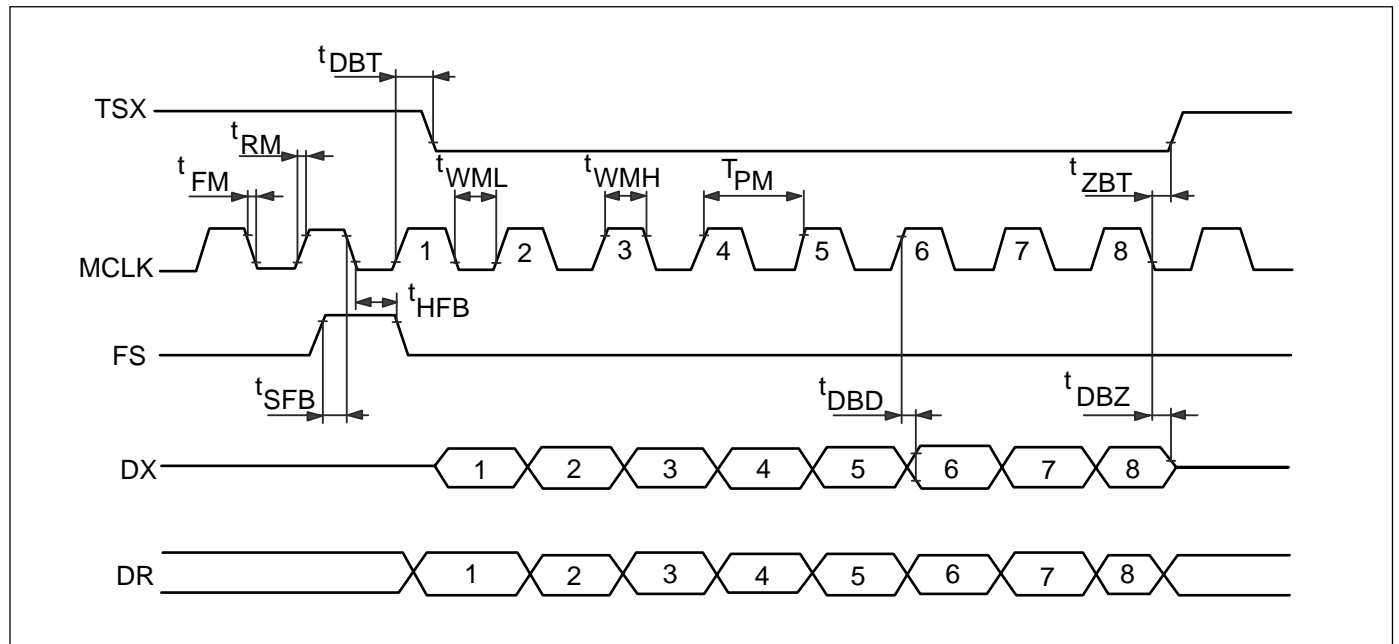 tDBT
TSX
tRM
tFM
tWML
tWMH
TPM
tZBT
MCLK
1 2 3 4 5 6 7 8
tHFB
FS
tSFB
tDBD
tDBZ
DX
1 2 3 4 5 6 7 8
DR
1 2 3 4 5 6 7 8